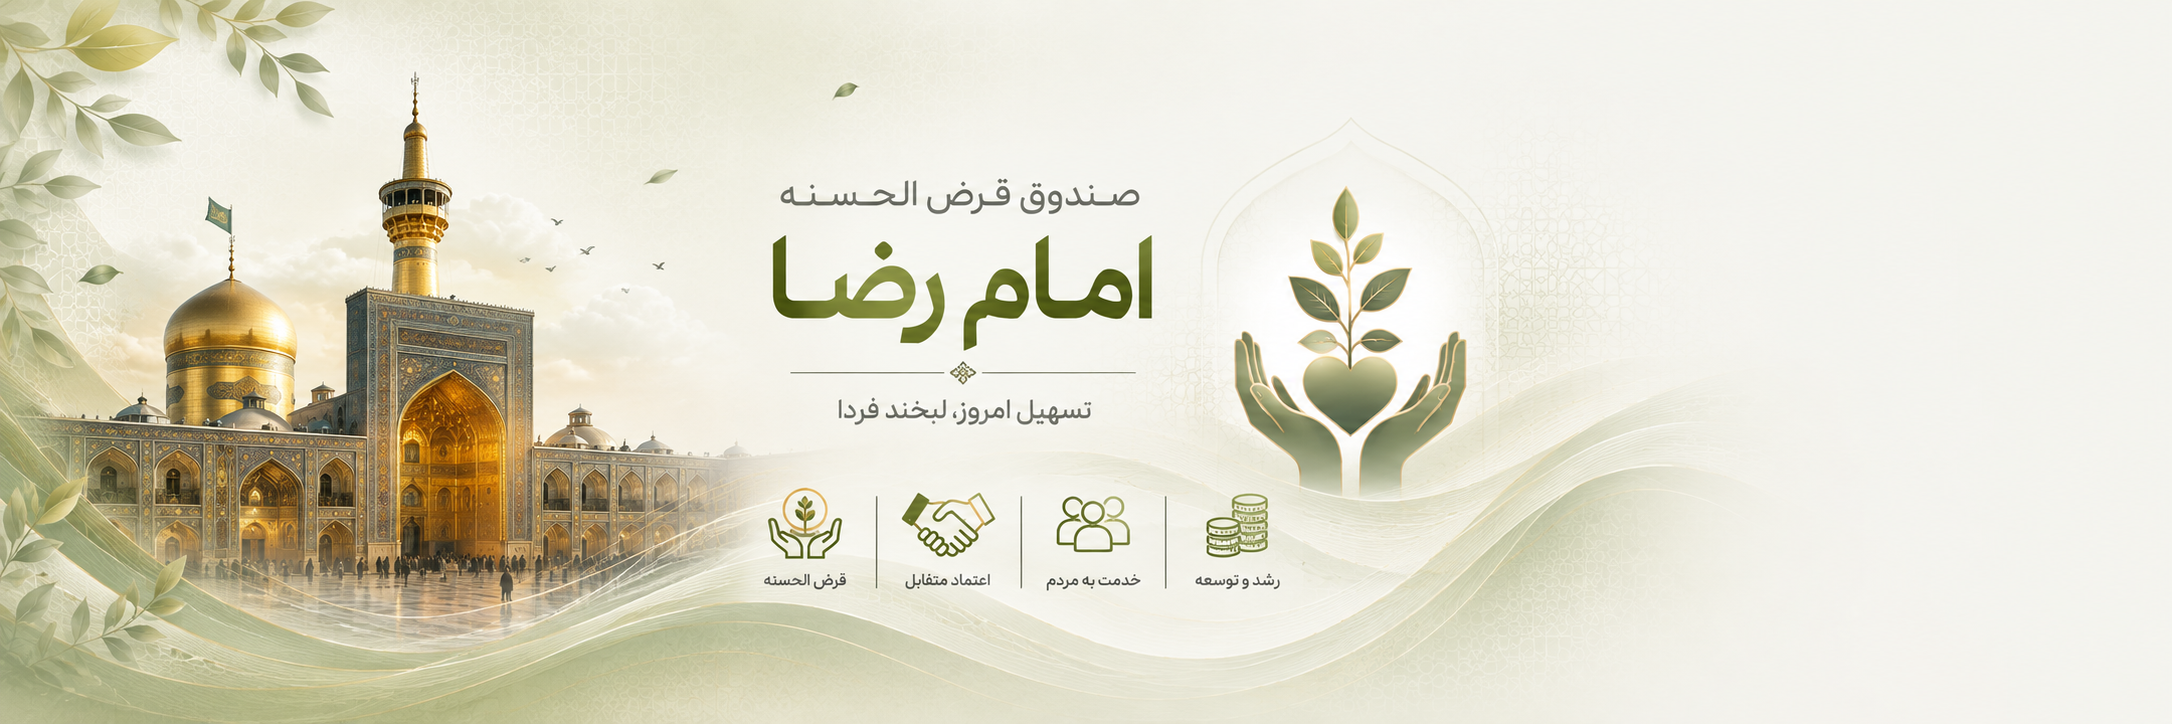 صندوق قرض الحسنه
امام رضا
تسهیل امروز، لبخند فردا
رشد و توسعه
خدمت به مردم
اعتماد متقابل
قرض الحسنه